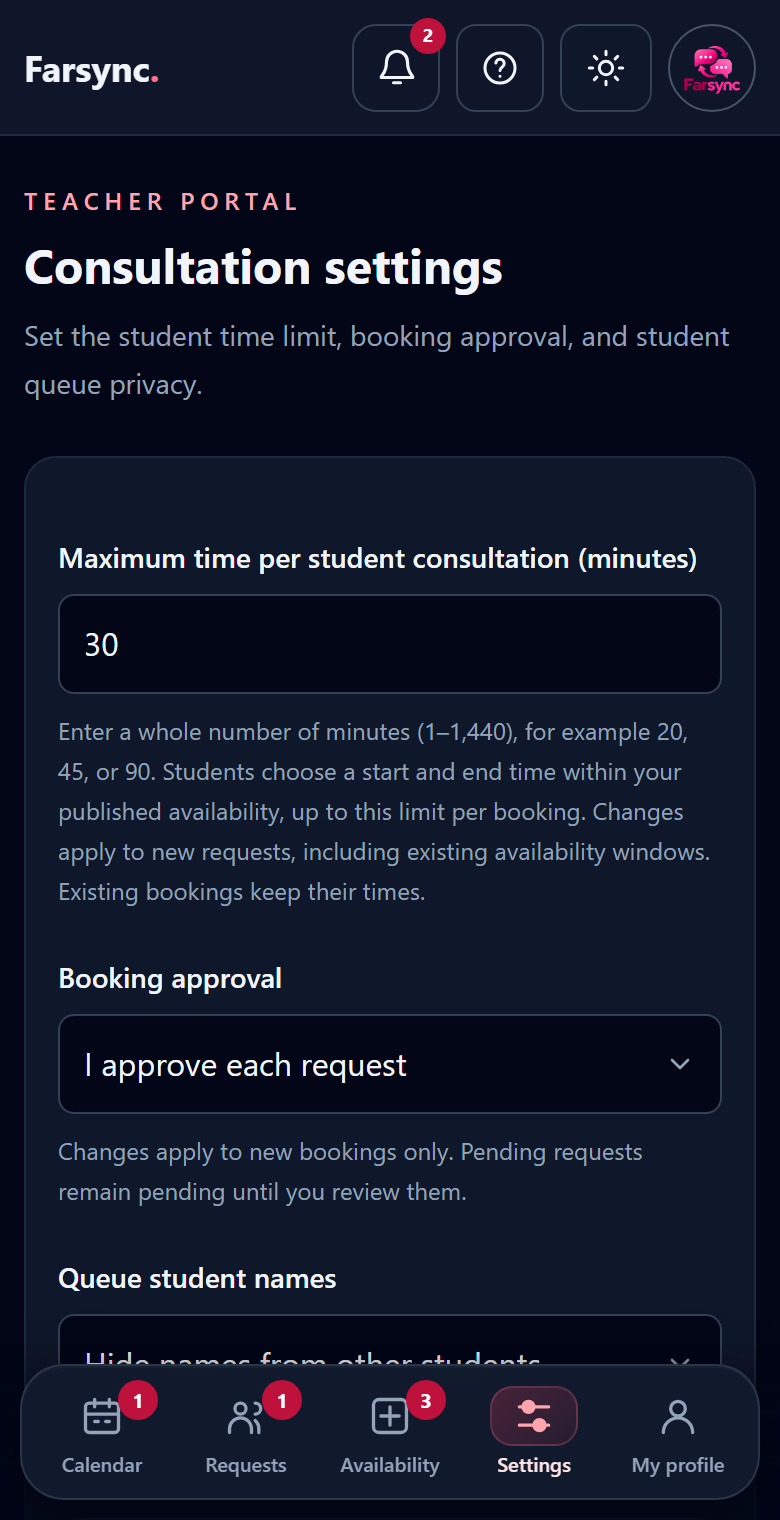 Farsync.
2
Farsync
TEACHER PORTAL
Consultation settings
Set the student time limit, booking approval, and student
queue privacy.
Maximum time per student consultation (minutes)
30
Enter a whole number of minutes (1–1,440), for example 20,
45, or 90. Students choose a start and end time within your
published availability, up to this limit per booking. Changes
apply to new requests, including existing availability windows.
Existing bookings keep their times.
Booking approval
I approve each request
Changes apply to new bookings only. Pending requests
remain pending until you review them.
Queue student names
Hide names from other students
1
1
3
Calendar
Requests
Availability
Settings
My profile